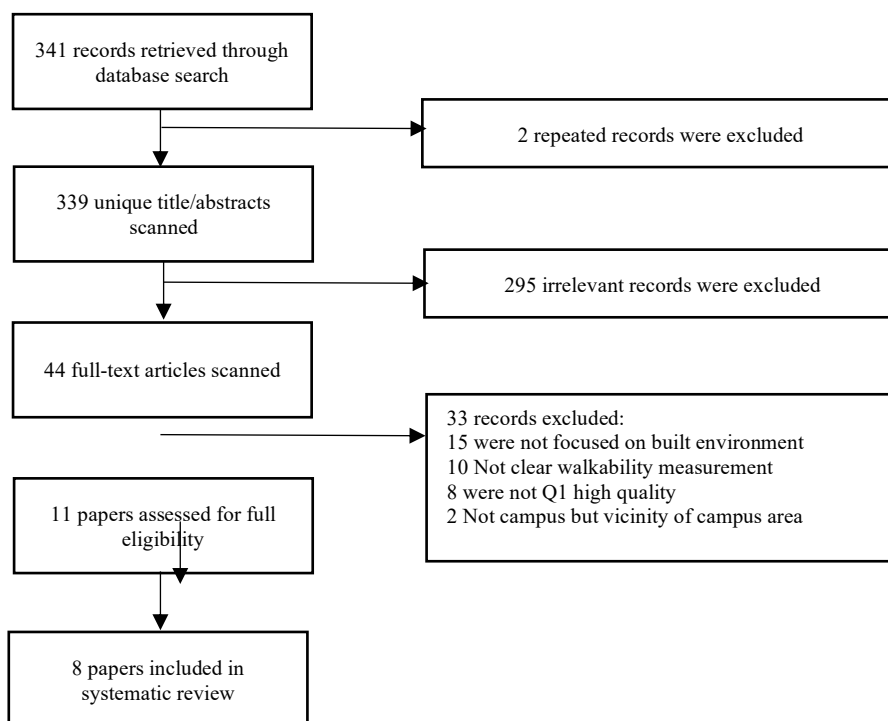 341 records retrieved through
database search
2 repeated records were excluded
339 unique title/abstracts
scanned
295 irrelevant records were excluded
44 full-text articles scanned
33 records excluded:
15 were not focused on built environment
10 Not clear walkability measurement
8 were not Q1 high quality
2 Not campus but vicinity of campus area
11 papers assessed for full
eligibility
8 papers included in
systematic review